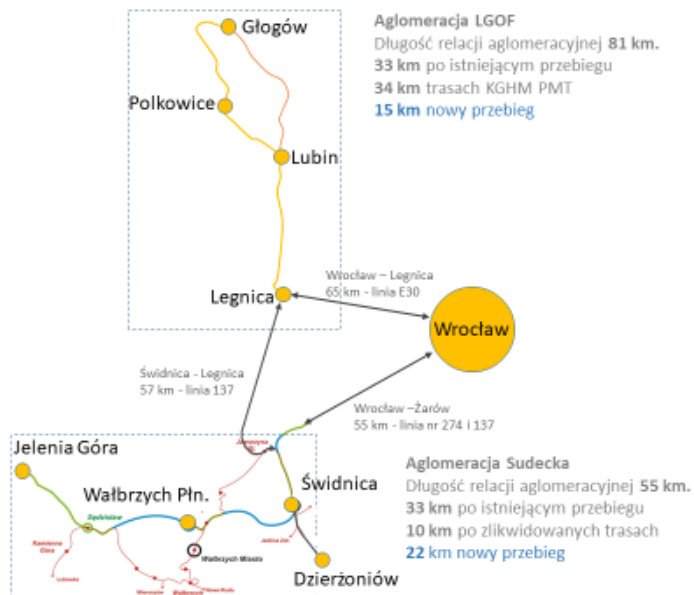 Głogów
Aglomeracja LGOF
Długość relacji aglomeracyjnej 81 km.
33 km po istniejącym przebiegu
34 km trasach KGHM PMT
15 km nowy przebieg
Polkowice
Lubin
Wrocław – Legnica
65 km - linia E30
Legnica
Wrocław
Świdnica - Legnica
57 km - linia 137
Wrocław –Żarów
55 km - linia nr 274 i 137
Jelenia Góra
Aglomeracja Sudecka
Długość relacji aglomeracyjnej 55 km.
33 km po istniejącym przebiegu
10 km po zlikwidowanych trasach
22 km nowy przebieg
Świdnica
Wałbrzych Płn.
Sędzisław
Kamienna
Góra
Wałbrzych Miasto
Dzierżoniów